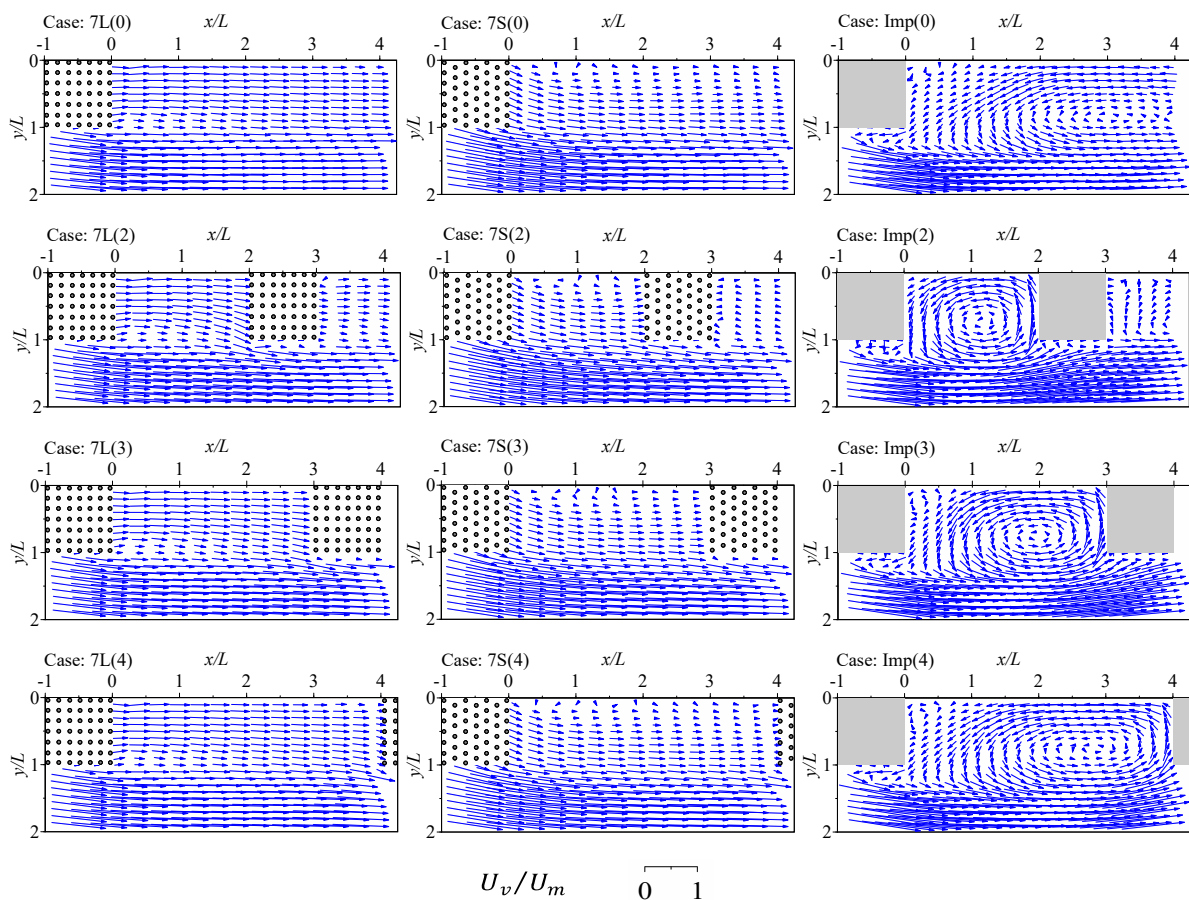 Case: 7L(0) x/L
-1 0 1 2 3 4
0
y/L
1
2
Case: 7S(0) x/L
-1 0 1 2 3 4
0
y/L
1
2
Case: Imp(0) x/L
-1 0 1 2 3 4
0
y/L
1
2
Case: 7L(2) x/L
-1 0 1 2 3 4
0
y/L
1
2
Case: 7S(2) x/L
-1 0 1 2 3 4
0
y/L
1
2
Case: Imp(2) x/L
-1 0 1 2 3 4
0
y/L
1
2
Case: 7L(3) x/L
-1 0 1 2 3 4
0
y/L
1
2
Case: 7S(3) x/L
-1 0 1 2 3 4
0
y/L
1
2
Case: Imp(3) x/L
-1 0 1 2 3 4
0
y/L
1
2
Case: 7L(4) x/L
-1 0 1 2 3 4
0
y/L
1
2
Case: 7S(4) x/L
-1 0 1 2 3 4
0
y/L
1
2
Case: Imp(4) x/L
-1 0 1 2 3 4
0
y/L
1
2
U_v/U_m 0 1